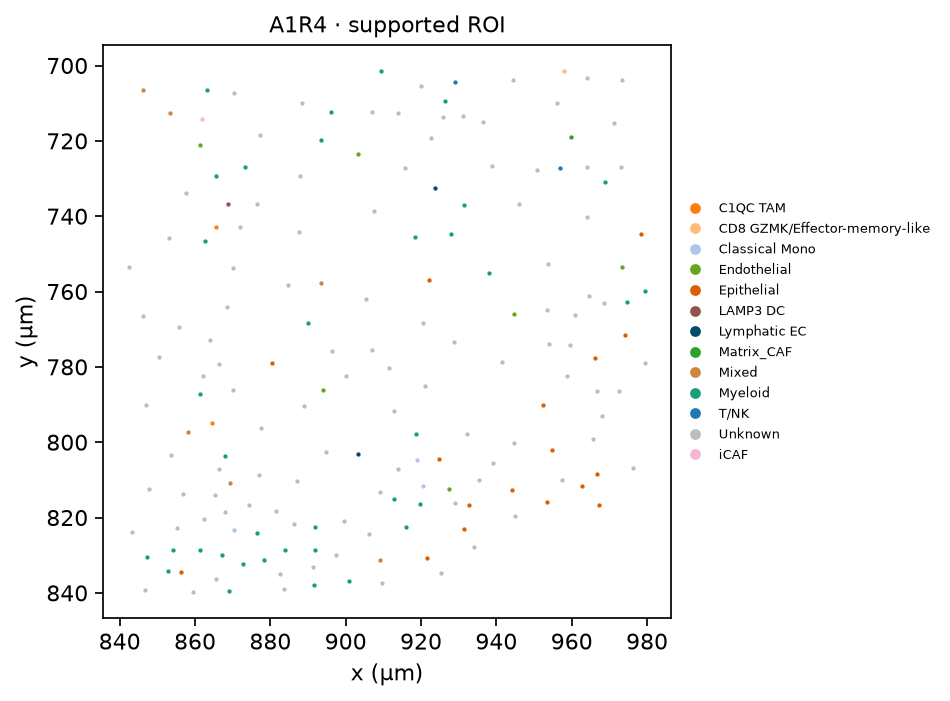 A1R4 · supported ROI
y (µm)
700
720
740
760
780
800
820
840
840 860 880 900 920 940 960 980
x (µm)
C1QC TAM
CD8 GZMK/Effector-memory-like
Classical Mono
Endothelial
Epithelial
LAMP3 DC
Lymphatic EC
Matrix_CAF
Mixed
Myeloid
T/NK
Unknown
iCAF